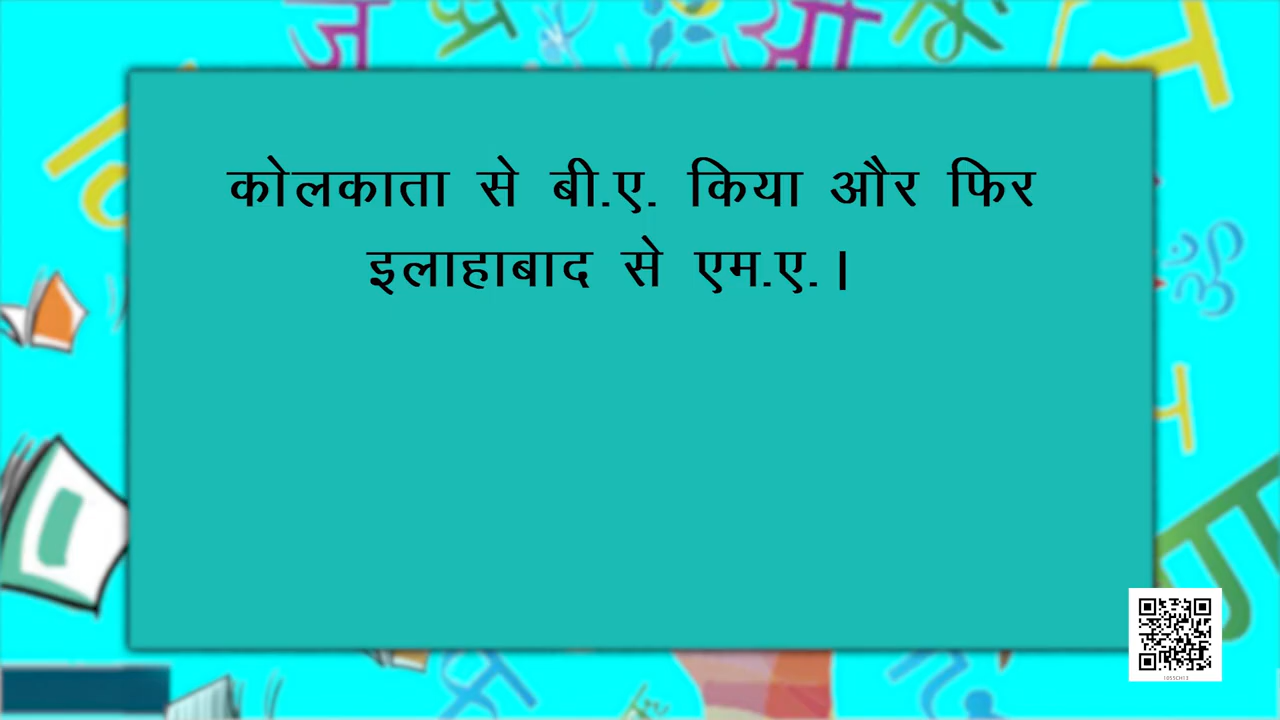 कोलकाता से बी.ए. किया और फिर
इलाहाबाद से एम.ए.।